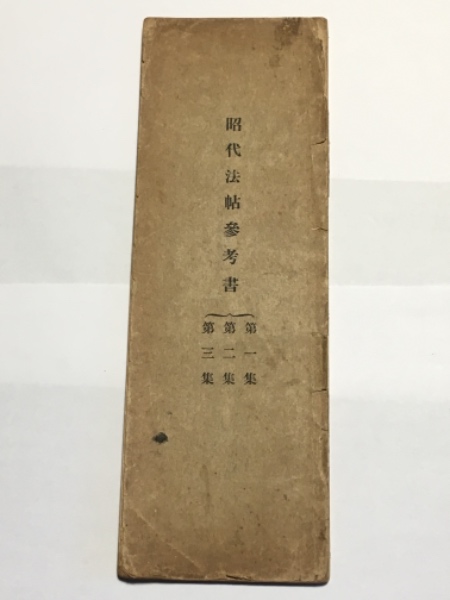 昭代法帖參考書
第一集
第二集
第三集